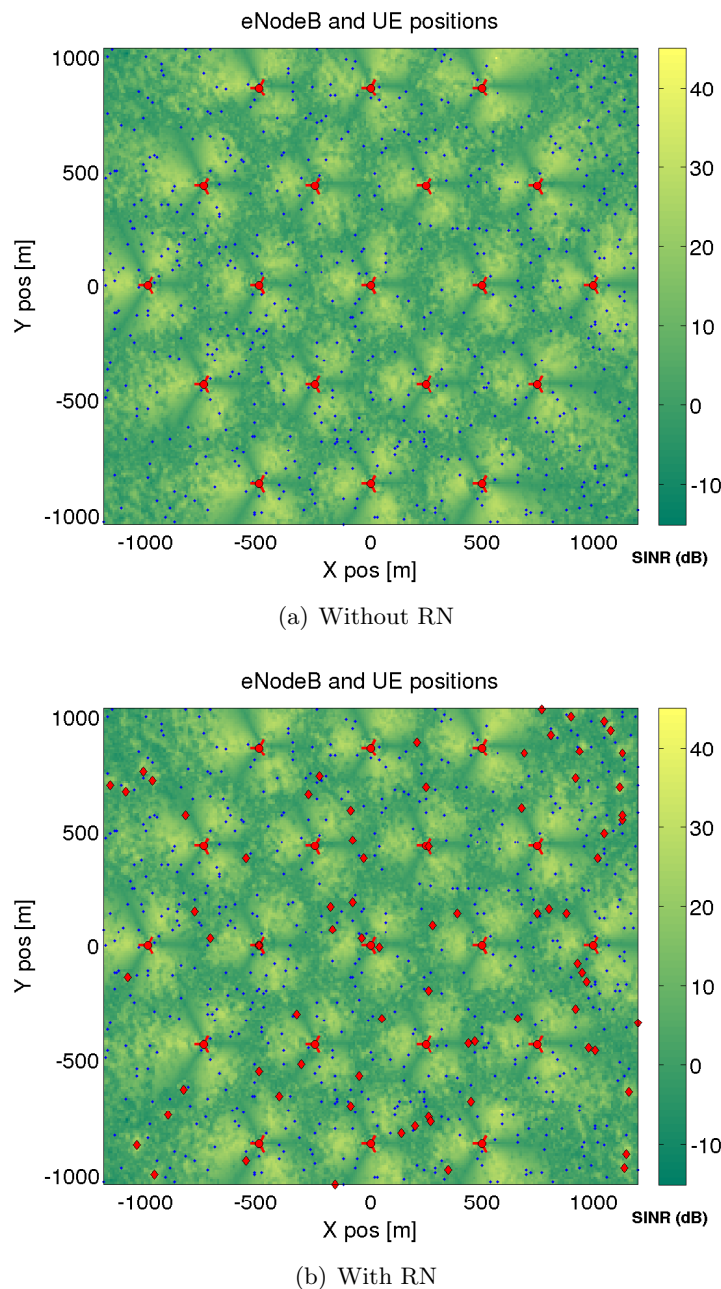 eNodeB and UE positions
1000
500
0
-500
-1000
Y pos [m]
-1000 -500 0 500 1000
X pos [m]
40
30
20
10
0
-10
SINR (dB)
(a) Without RN
eNodeB and UE positions
1000
500
0
-500
-1000
Y pos [m]
-1000 -500 0 500 1000
X pos [m]
40
30
20
10
0
-10
SINR (dB)
(b) With RN